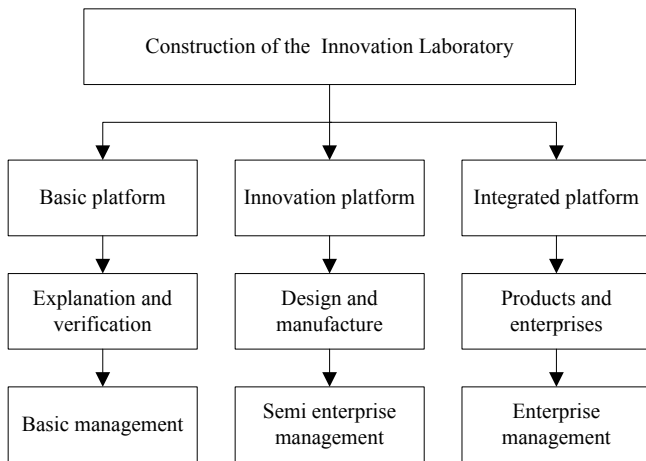 Construction of the Innovation Laboratory
Basic platform
Innovation platform
Integrated platform
Explanation and
verification
Design and
manufacture
Products and
enterprises
Basic management
Semi enterprise
management
Enterprise
management